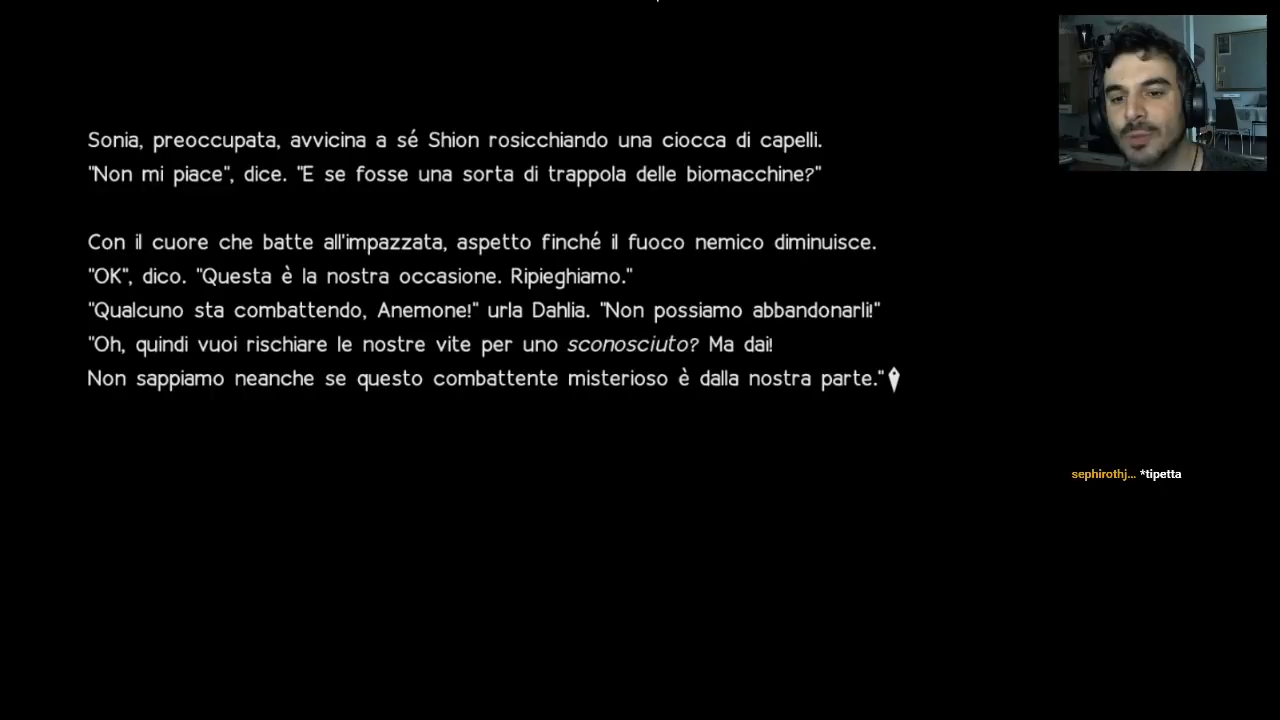 Sonia, preoccupata, avvicina a sé Shion rosicchiando una ciocca di capelli.
"Non mi piace", dice. "E se fosse una sorta di trappola delle biomacchine?"
Con il cuore che batte all'impazzata, aspetto finché il fuoco nemico diminuisce.
"OK", dico. "Questa è la nostra occasione. Ripieghiamo."
"Qualcuno sta combattendo, Anemone!" urla Dahlia. "Non possiamo abbandonarli!"
"Oh, quindi vuoi rischiare le nostre vite per uno sconosciuto? Ma dai!
Non sappiamo neanche se questo combattente misterioso è dalla nostra parte."
sephirothj... *tipetta